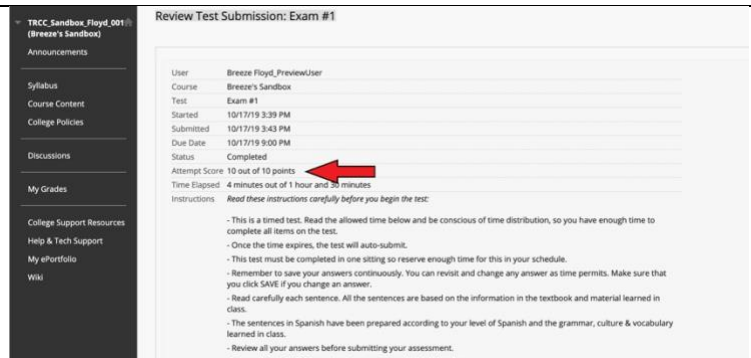 TRCC_Sandbox_Floyd_001
(Breeze's Sandbox)
Announcements
Syllabus
Course Content
College Policies
Discussions
My Grades
College Support Resources
Help & Tech Support
My ePortfolio
Wiki
Review Test Submission: Exam #1
User Breeze Floyd_PreviewUser
Course Breeze's Sandbox
Test Exam #1
Started 10/17/19 3:39 PM
Submitted 10/17/19 3:43 PM
Due Date 10/17/19 9:00 PM
Status Completed
Attempt Score 10 out of 10 points
Time Elapsed 4 minutes out of 1 hour and 30 minutes
Instructions Read these instructions carefully before you begin the test:
- This is a timed test. Read the allowed time below and be conscious of time distribution, so you have enough time to
complete all items on the test.
- Once the time expires, the test will auto-submit.
- This test must be completed in one sitting so reserve enough time for this in your schedule.
- Remember to save your answers continuously. You can revisit and change any answer as time permits. Make sure that
you click SAVE if you change an answer.
- Read carefully each sentence. All the sentences are based on the information in the textbook and material learned in
class.
- The sentences in Spanish have been prepared according to your level of Spanish and the grammar, culture & vocabulary
learned in class.
- Review all your answers before submitting your assessment.